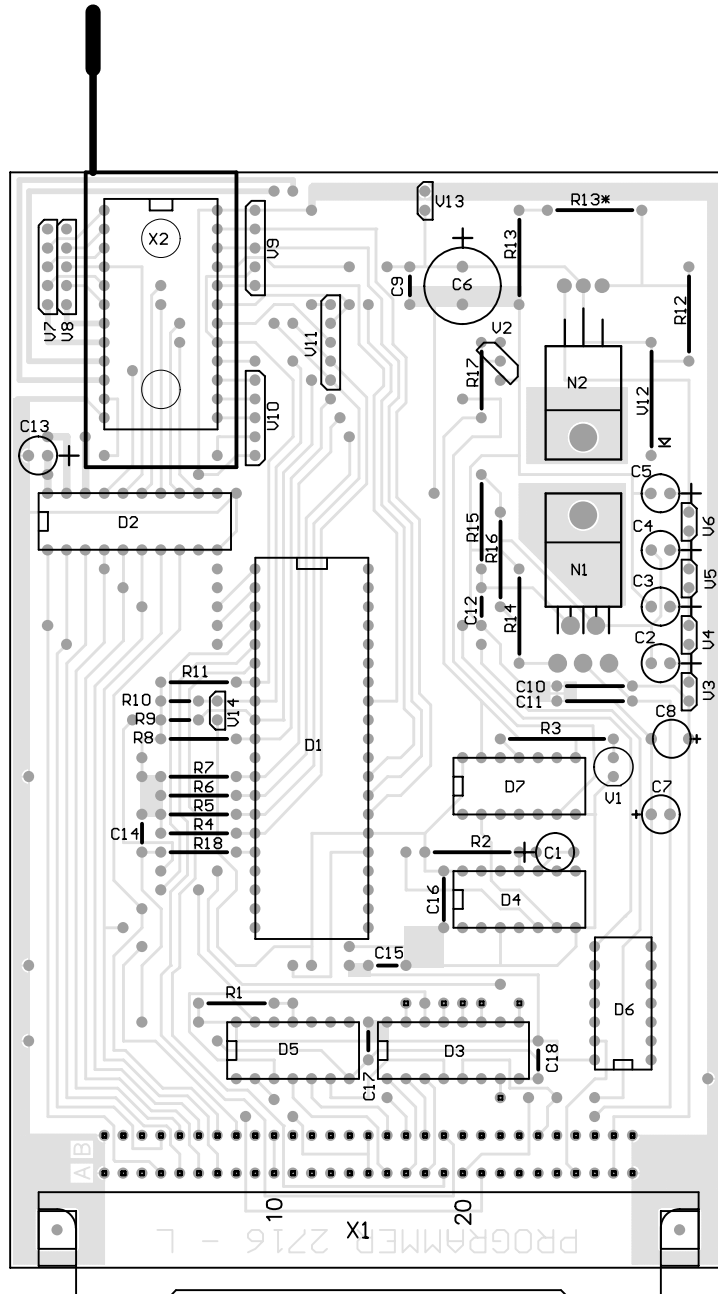 V13
R13*
X2
V9
R13
C9
C6
R12
V7
V8
V11
V2
R17
N2
V12
V10
C13
C5
D2
R15
V6
C4
R16
N1
V5
C3
C12
R14
V4
C2
R11
C10
V3
R10
C11
V14
R9
R8
R3
C8
D1
R7
D7
R6
V1
C7
R5
R4
C14
R18
R2
C1
C16
D4
C15
R1
D6
D5
D3
C17
C18
B
A
10
20
X1
PROGRAMMER 2716 - L